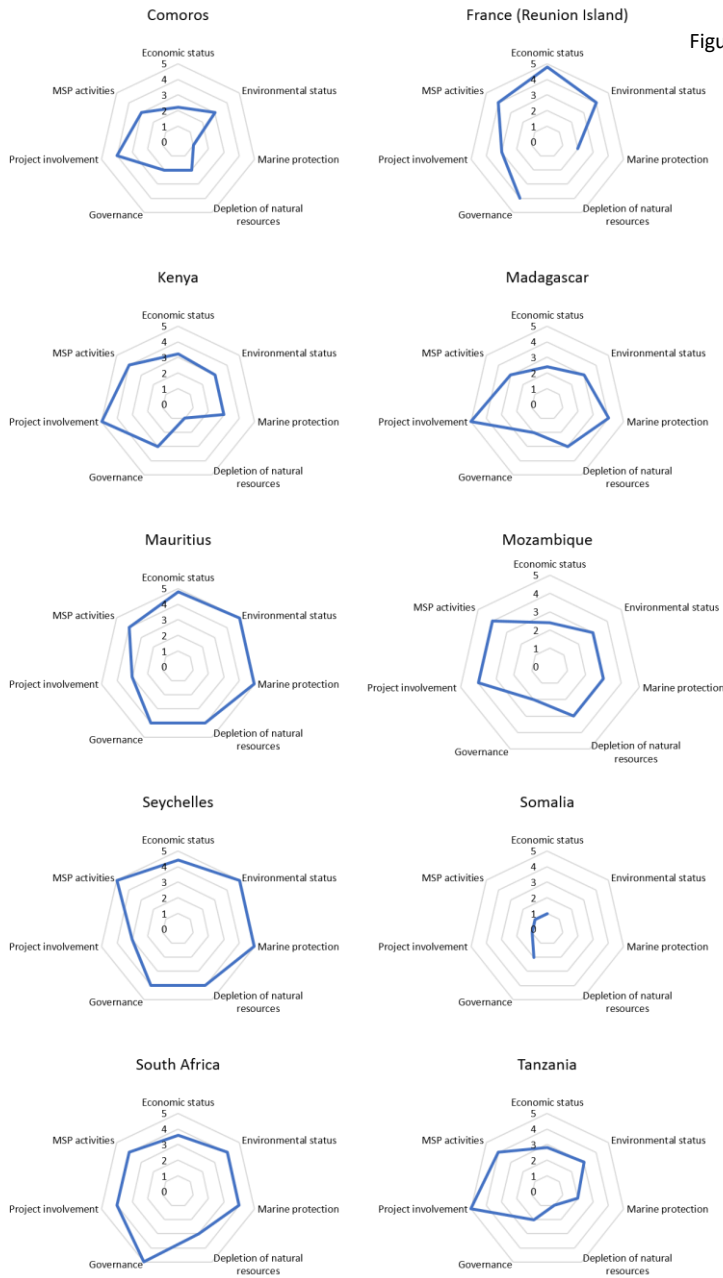 Comoros
Economic status
5
4
3
2
1
0
MSP activities
Environmental status
Project involvement
Marine protection
Governance
Depletion of natural
resources
France (Reunion Island)
Figu
Economic status
5
4
3
2
1
0
MSP activities
Environmental status
Project involvement
Marine protection
Governance
Depletion of natural
resources
Kenya
Economic status
5
4
3
2
1
0
MSP activities
Environmental status
Project involvement
Marine protection
Governance
Depletion of natural
resources
Madagascar
Economic status
5
4
3
2
1
0
MSP activities
Environmental status
Project involvement
Marine protection
Governance
Depletion of natural
resources
Mauritius
Economic status
5
4
3
2
1
0
MSP activities
Environmental status
Project involvement
Marine protection
Governance
Depletion of natural
resources
Mozambique
Economic status
5
4
3
2
1
0
MSP activities
Environmental status
Project involvement
Marine protection
Governance
Depletion of natural
resources
Seychelles
Economic status
5
4
3
2
1
0
MSP activities
Environmental status
Project involvement
Marine protection
Governance
Depletion of natural
resources
Somalia
Economic status
5
4
3
2
1
0
MSP activities
Environmental status
Project involvement
Marine protection
Governance
Depletion of natural
resources
South Africa
Economic status
5
4
3
2
1
0
MSP activities
Environmental status
Project involvement
Marine protection
Governance
Depletion of natural
resources
Tanzania
Economic status
5
4
3
2
1
0
MSP activities
Environmental status
Project involvement
Marine protection
Governance
Depletion of natural
resources